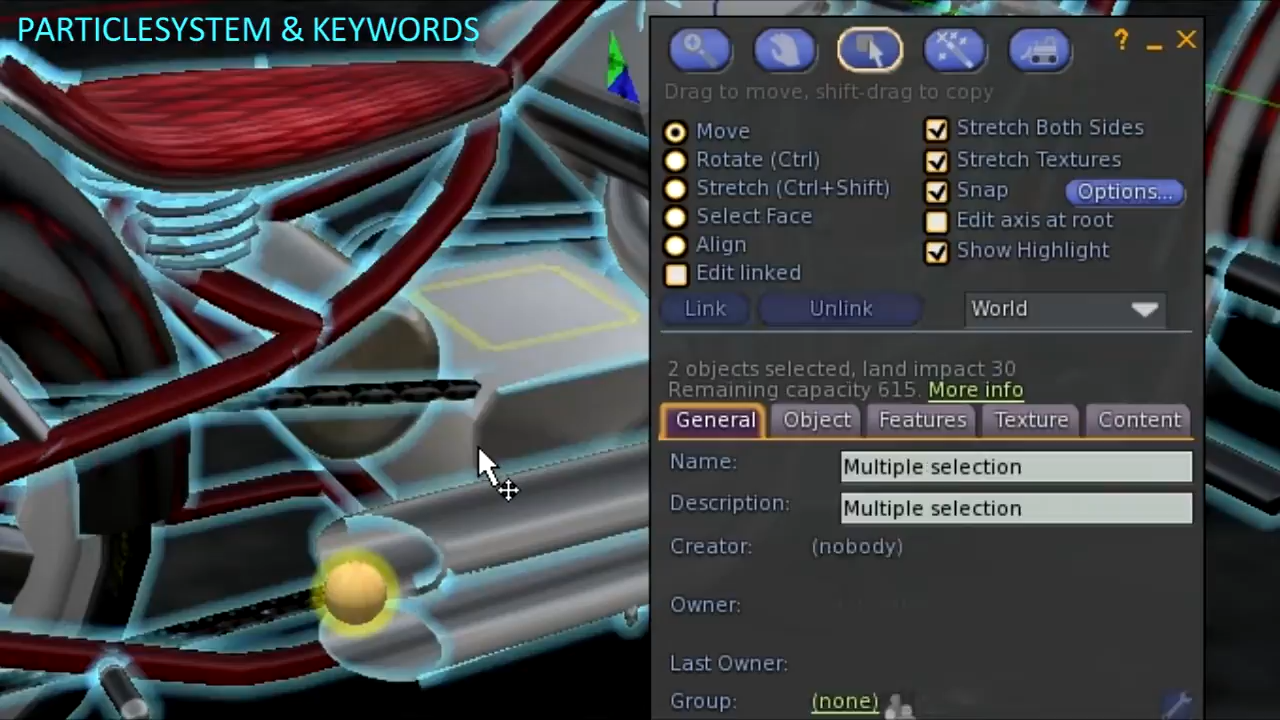 PARTICLESYSTEM & KEYWORDS
?
Drag to move, shift-drag to copy
Move
Rotate (Ctrl)
Stretch (Ctrl+Shift)
Select Face
Align
Edit linked
Stretch Both Sides
Stretch Textures
Snap
Options...
Edit axis at root
Show Highlight
Link
Unlink
World
2 objects selected, land impact 30
Remaining capacity 615. More info
General
Object
Features
Texture
Content
Name: Multiple selection
Description: Multiple selection
Creator: (nobody)
Owner:
Last Owner:
Group: (none)